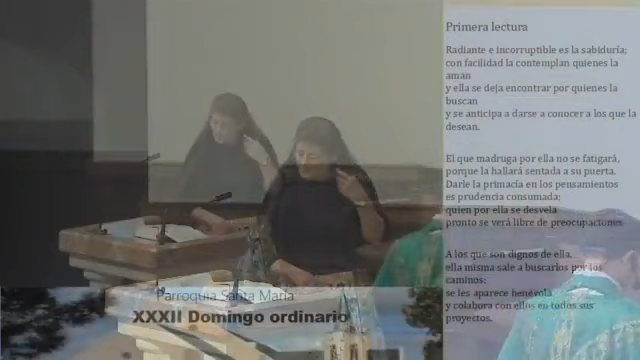 Primera lectura
Radiante e incorruptible es la sabiduría;
con facilidad la contemplan quienes la
aman
y ella se deja encontrar por quienes la
buscan
y se anticipa a darse a conocer a los que la
desean.
El que madruga por ella no se fatigará,
porque la hallará sentada a su puerta.
Darle la primacía en los pensamientos
es prudencia consumada;
quien por ella se desvela
pronto se verá libre de preocupaciones
A los que son dignos de ella,
ella misma sale a buscarlos por los
caminos;
se les aparece benévola
y colabora con ellos en todos sus
proyectos.
Parroquia Santa María
XXXII Domingo ordinario